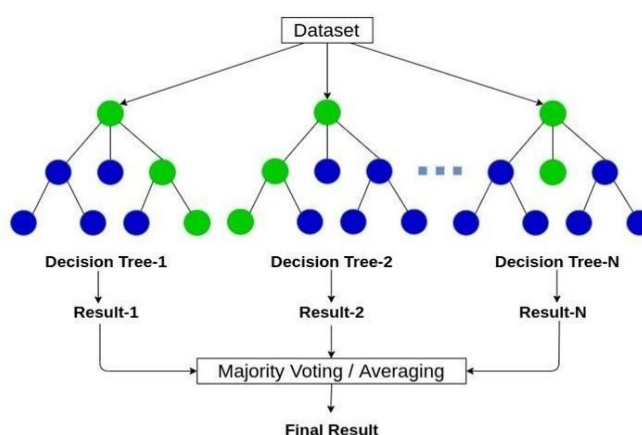 Dataset
Decision Tree-1
Decision Tree-2
Decision Tree-N
Result-1
Result-2
Result-N
Majority Voting / Averaging
Final Result